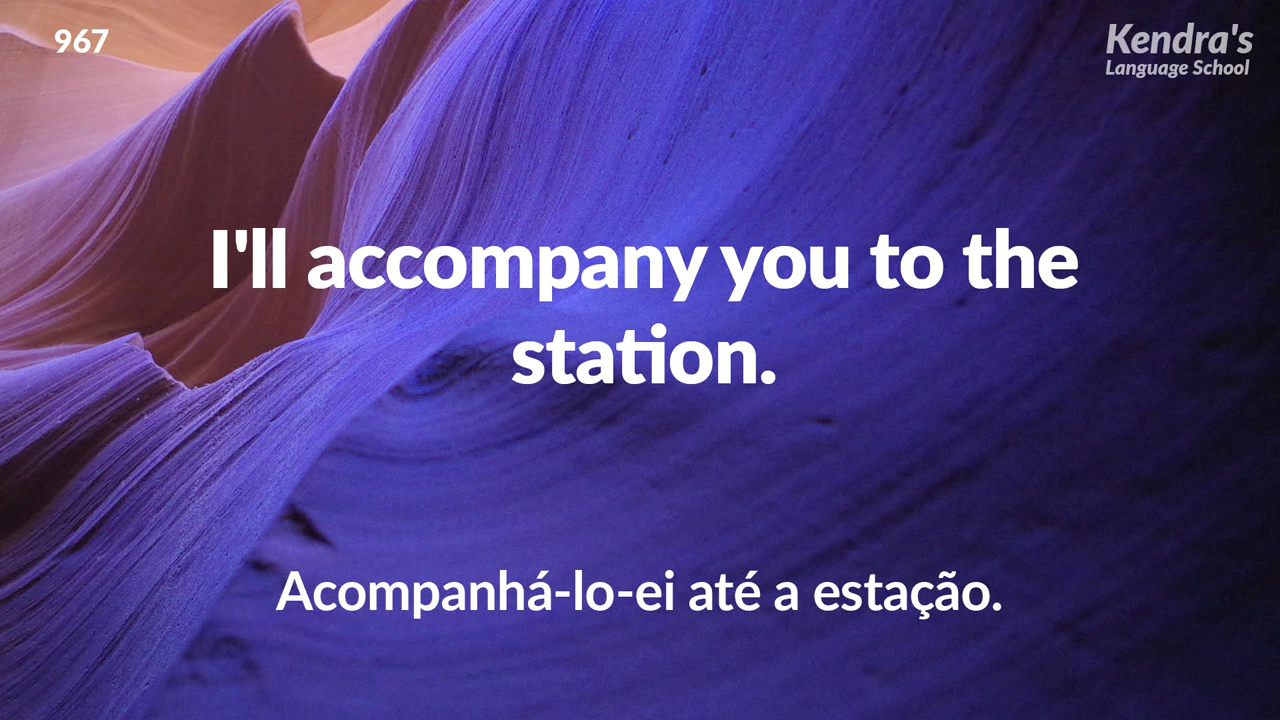 967
Kendra's
Language School
I'll accompany you to the
station.
Acompanhá-lo-ei até a estação.